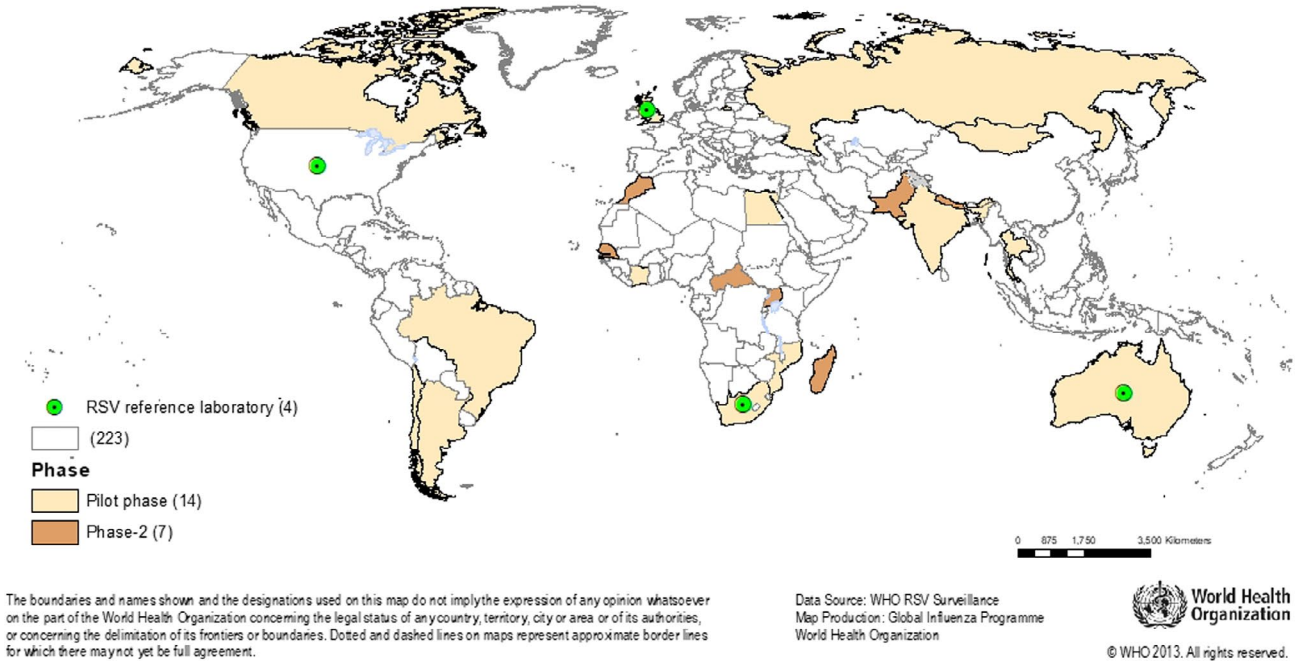 RSV reference laboratory (4)
(223)
Phase
Pilot phase (14)
Phase-2 (7)
0 875 1,750 3,500 Kilometers
The boundaries and names shown and the designations used on this map do not imply the expression of any opinion whatsoever
on the part of the World Health Organization concerning the legal status of any country, territory, city or area or of its authorities,
or concerning the delimitation of its frontiers or boundaries. Dotted and dashed lines on maps represent approximate border lines
for which there may not yet be full agreement.
Data Source: WHO RSV Surveillance
Map Production: Global Influenza Programme
World Health Organization
World Health
Organization
© WHO 2013. All rights reserved.